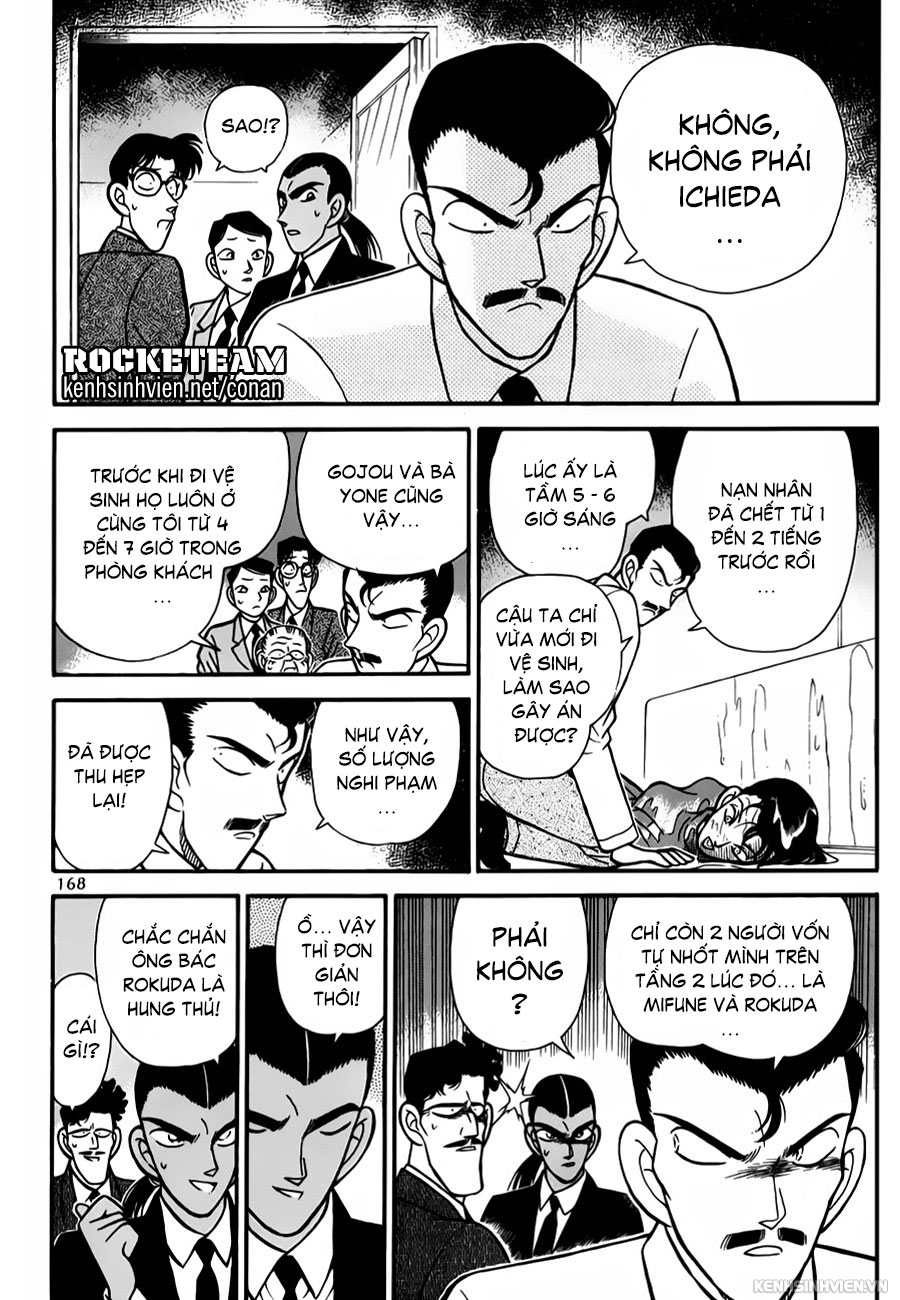 KHÔNG,
KHÔNG PHẢI
ICHIEDA
...
SAO!?
ROCKETEAM
kenhsinhvien.net/conan
NẠN NHÂN
ĐÃ CHẾT TỪ 1
ĐẾN 2 TIẾNG
TRƯỚC RỒI
...
LÚC ẤY LÀ
TẦM 5 - 6
GIỜ SÁNG
...
CẬU TA CHỈ
VỪA MỚI ĐI
VỆ SINH,
LÀM SAO
GÂY ÁN
ĐƯỢC?
GOJOU VÀ BÀ
YONE CŨNG
VẬY...
TRƯỚC KHI ĐI VỆ
SINH HỌ LUÔN Ở
CÙNG TÔI TỪ 4
ĐẾN 7 GIỜ TRONG
PHÒNG KHÁCH
...
NHƯ VẬY,
SỐ LƯỢNG
NGHI PHẠM
...
ĐÃ ĐƯỢC
THU HẸP
LẠI!
168
CHỈ CÒN 2 NGƯỜI VỐN
TỰ NHỐT MÌNH TRÊN
TẦNG 2 LÚC ĐÓ... LÀ
MIFUNE VÀ ROKUDA
...
PHẢI
KHÔNG
?
Ồ... VẬY
THÌ ĐƠN
GIẢN
THÔI!
CHẮC CHẮN
ÔNG BÁC
ROKUDA LÀ
HUNG THỦ!
CÁI
GÌ!?
KENHSINHVIEN.VN